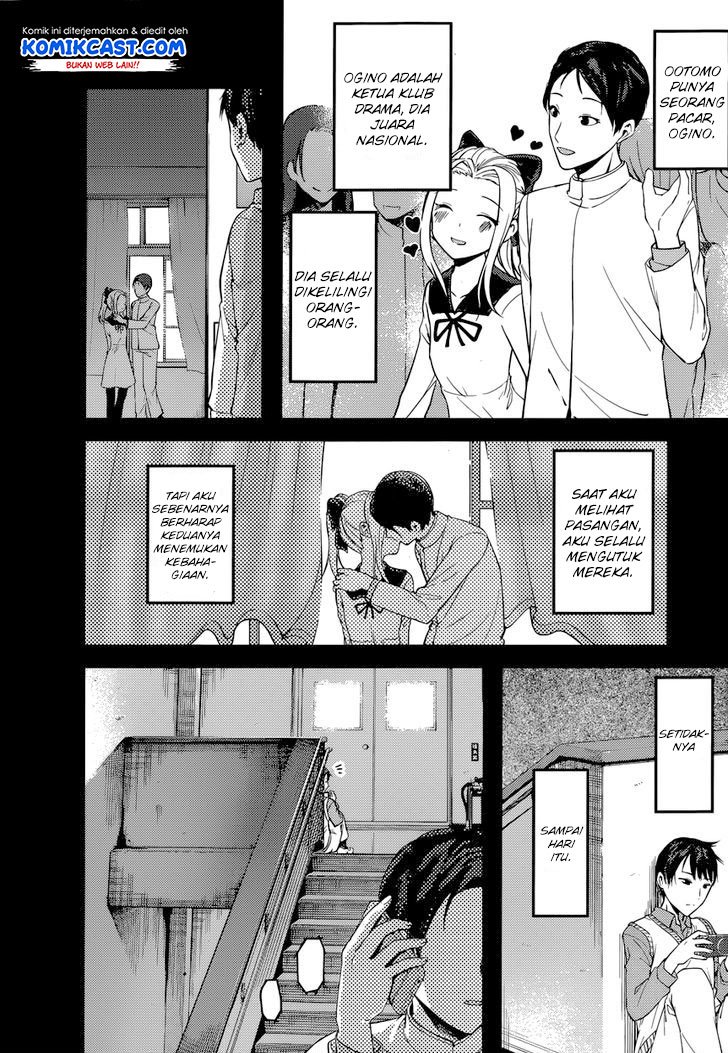 Komik ini diterjemahkan & diedit oleh
KOMIKCAST.COM
BUKAN WEB LAIN!!
OOTOMO
PUNYA
SEORANG
PACAR,
OGINO.
OGINO ADALAH
KETUA KLUB
DRAMA, DIA
JUARA
NASIONAL.
DIA SELALU
DIKELILINGI
ORANG-
ORANG.
SAAT AKU
MELIHAT
PASANGAN,
AKU SELALU
MENGUTUK
MEREKA.
TAPI AKU
SEBENARNYA
BERHARAP
KEDUANYA
MENEMUKAN
KEBAHA-
GIAAN.
SETIDAK-
NYA
SAMPAI
HARI
ITU.